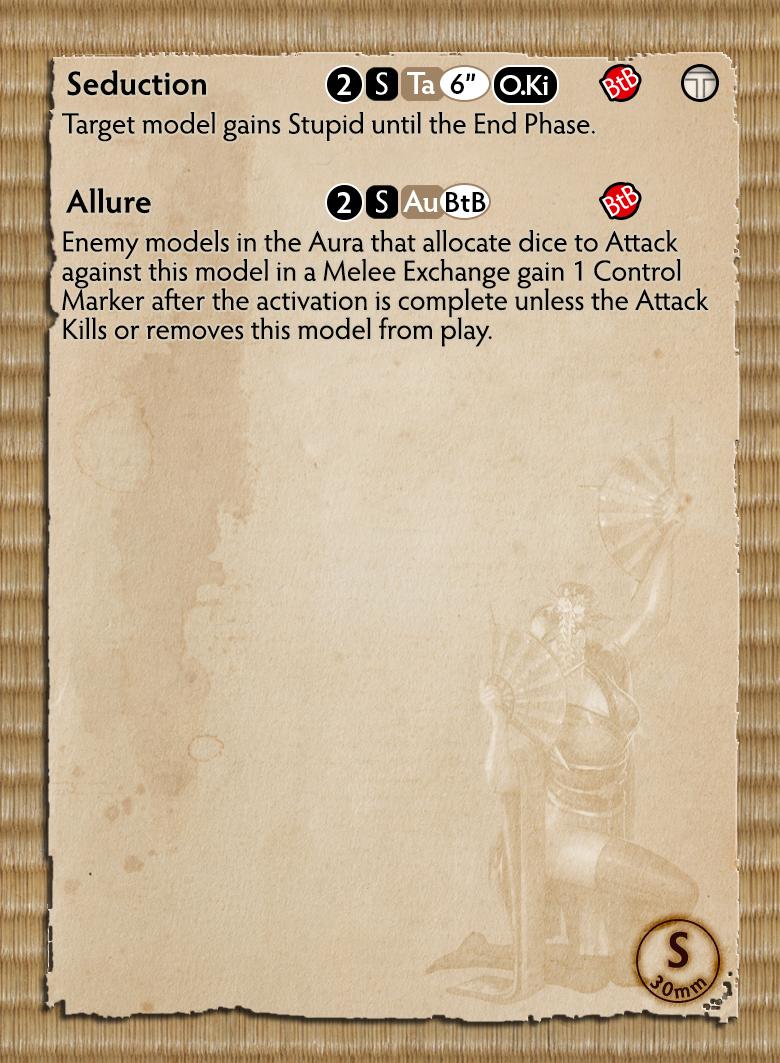 Seduction 2 S Ta 6" O.Ki BtB T
Target model gains Stupid until the End Phase.
Allure 2 S Au BtB BtB
Enemy models in the Aura that allocate dice to Attack
against this model in a Melee Exchange gain 1 Control
Marker after the activation is complete unless the Attack
Kills or removes this model from play.
S
30mm